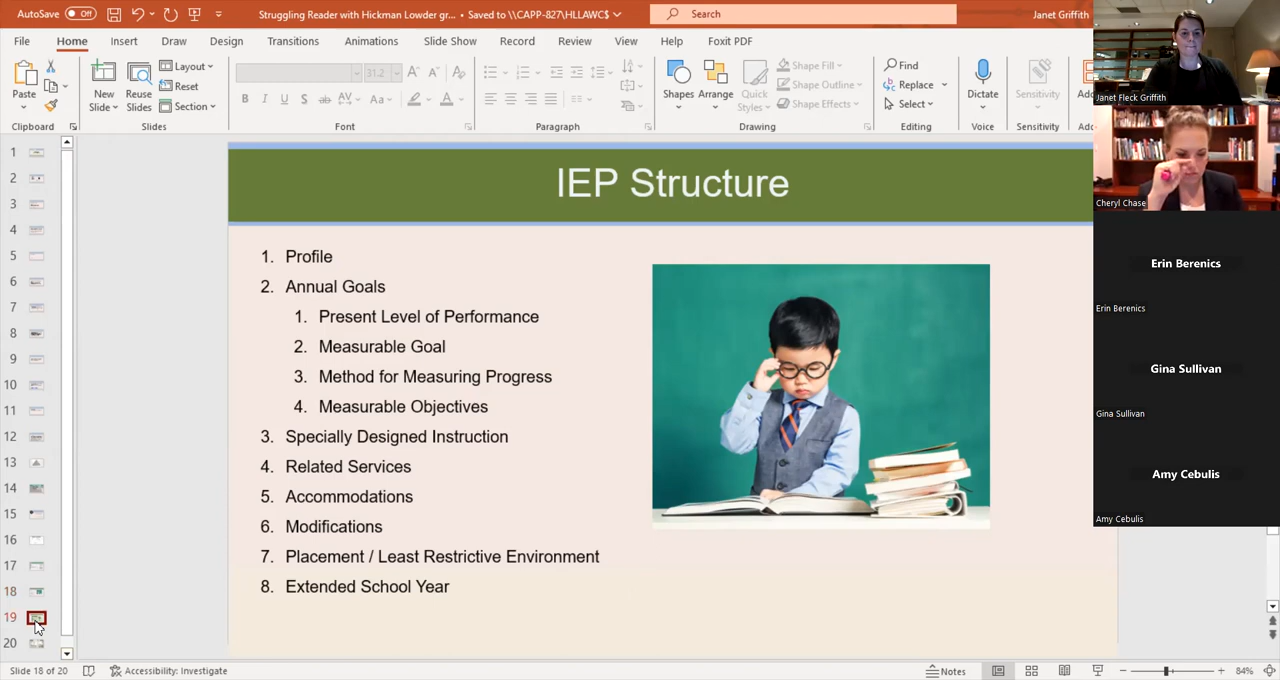 AutoSave Off Struggling Reader with Hickman Lowder gr... • Saved to \\CAPP-827\HLLAWC$ Search Janet Griffith
File Home Insert Draw Design Transitions Animations Slide Show Record Review View Help Foxit PDF
Paste
Clipboard
New Slide
Reuse Slides
Layout
Reset
Section
Slides
31.2
Font
Paragraph
Shapes
Arrange
Quick Styles
Shape Fill
Shape Outline
Shape Effects
Drawing
Find
Replace
Select
Editing
Dictate
Voice
Sensitivity
Sensitivity
Janet Fleck Griffith
Cheryl Chase
Erin Berenics
Erin Berenics
Gina Sullivan
Gina Sullivan
Amy Cebulis
Amy Cebulis
1
2
3
4
5
6
7
8
9
10
11
12
13
14
15
16
17
18
19
20
IEP Structure
1. Profile
2. Annual Goals
1. Present Level of Performance
2. Measurable Goal
3. Method for Measuring Progress
4. Measurable Objectives
3. Specially Designed Instruction
4. Related Services
5. Accommodations
6. Modifications
7. Placement / Least Restrictive Environment
8. Extended School Year
Slide 18 of 20 Accessibility: Investigate Notes 84%